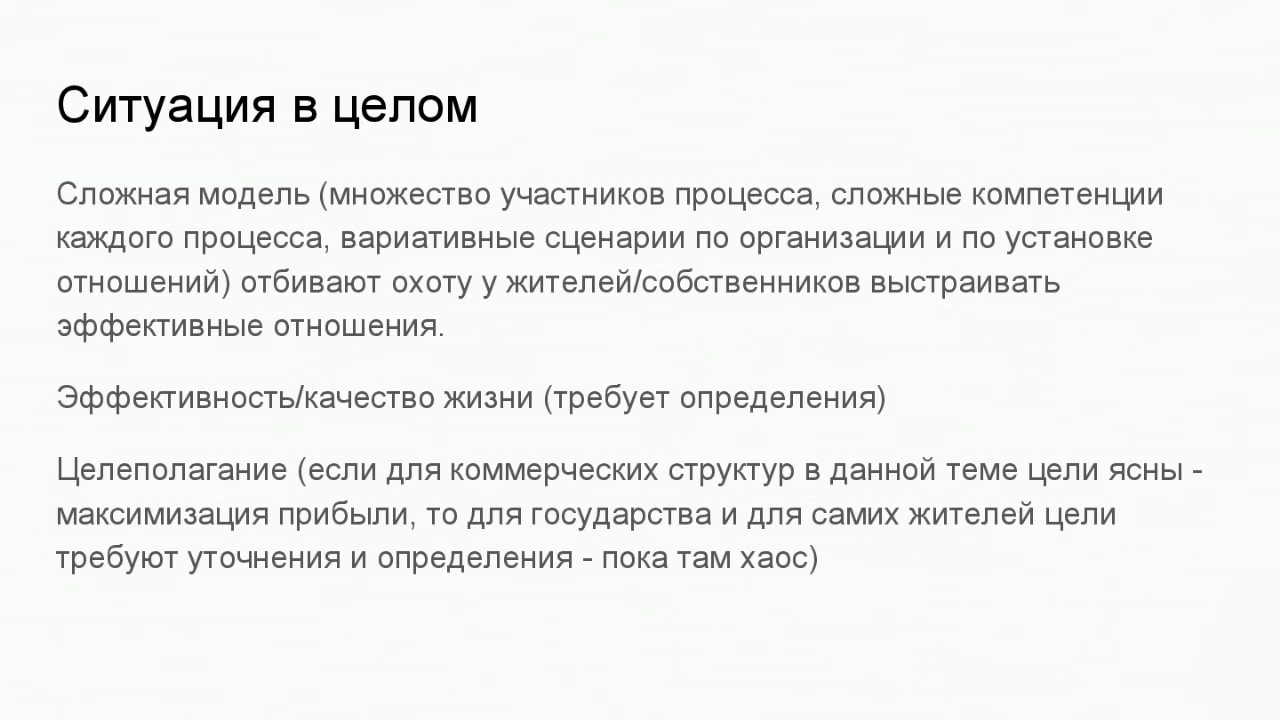 Ситуация в целом
Сложная модель (множество участников процесса, сложные компетенции
каждого процесса, вариативные сценарии по организации и по установке
отношений) отбивают охоту у жителей/собственников выстраивать
эффективные отношения.
Эффективность/качество жизни (требует определения)
Целеполагание (если для коммерческих структур в данной теме цели ясны -
максимизация прибыли, то для государства и для самих жителей цели
требуют уточнения и определения - пока там хаос)